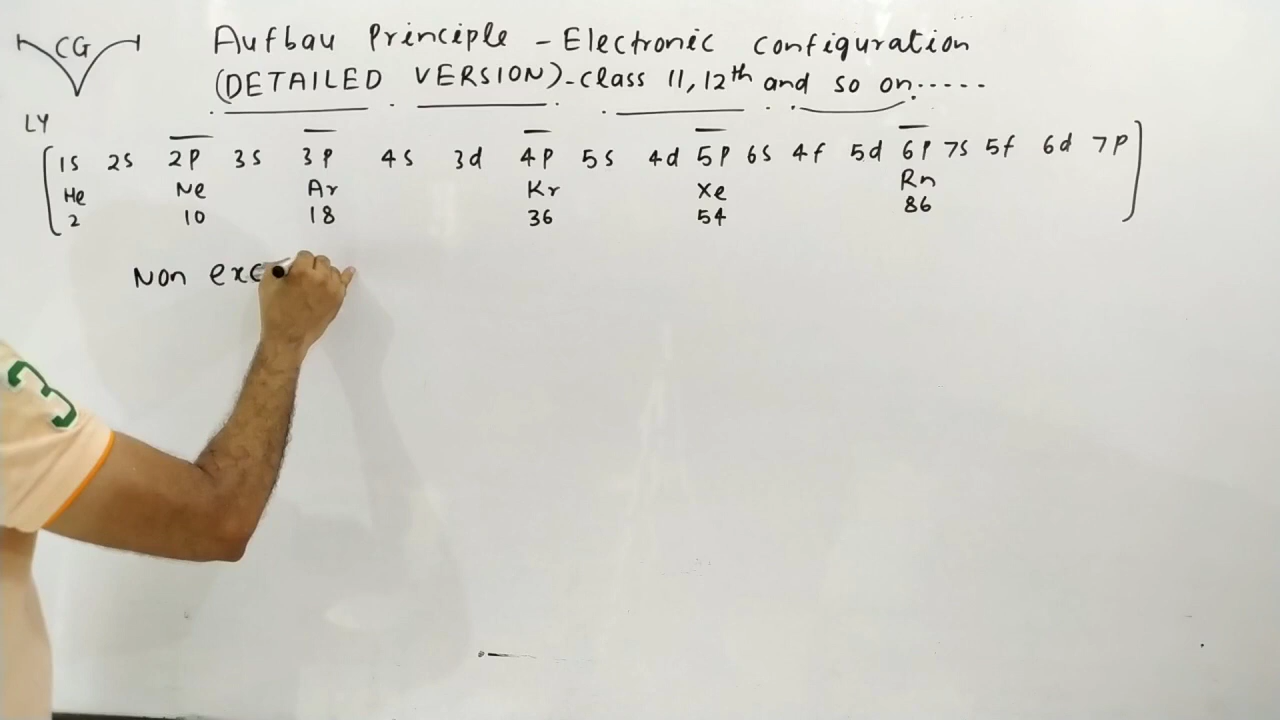 CG
Aufbau Principle - Electronic configuration
(DETAILED VERSION) - Class 11, 12th and so on.....
LY
1s 2s 2p 3s 3p 4s 3d 4p 5s 4d 5p 6s 4f 5d 6p 7s 5f 6d 7p
He Ne Ar Kr Xe Rn
2 10 18 36 54 86
Non exc
3